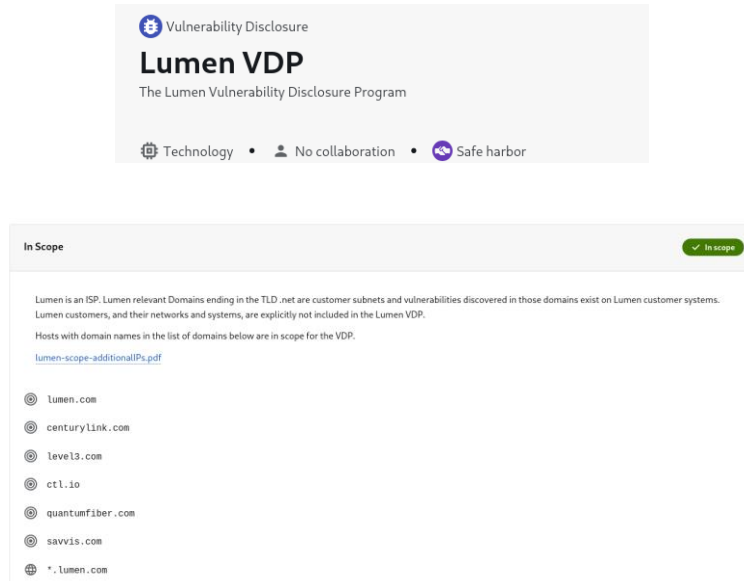 Vulnerability Disclosure
Lumen VDP
The Lumen Vulnerability Disclosure Program
Technology • No collaboration • Safe harbor
In Scope
In scope
Lumen is an ISP. Lumen relevant Domains ending in the TLD .net are customer subnets and vulnerabilities discovered in those domains exist on Lumen customer systems.
Lumen customers, and their networks and systems, are explicitly not included in the Lumen VDP.
Hosts with domain names in the list of domains below are in scope for the VDP.
lumen-scope-additionalIPs.pdf
lumen.com
centurylink.com
level3.com
ctl.io
quantumfiber.com
savvis.com
*.lumen.com